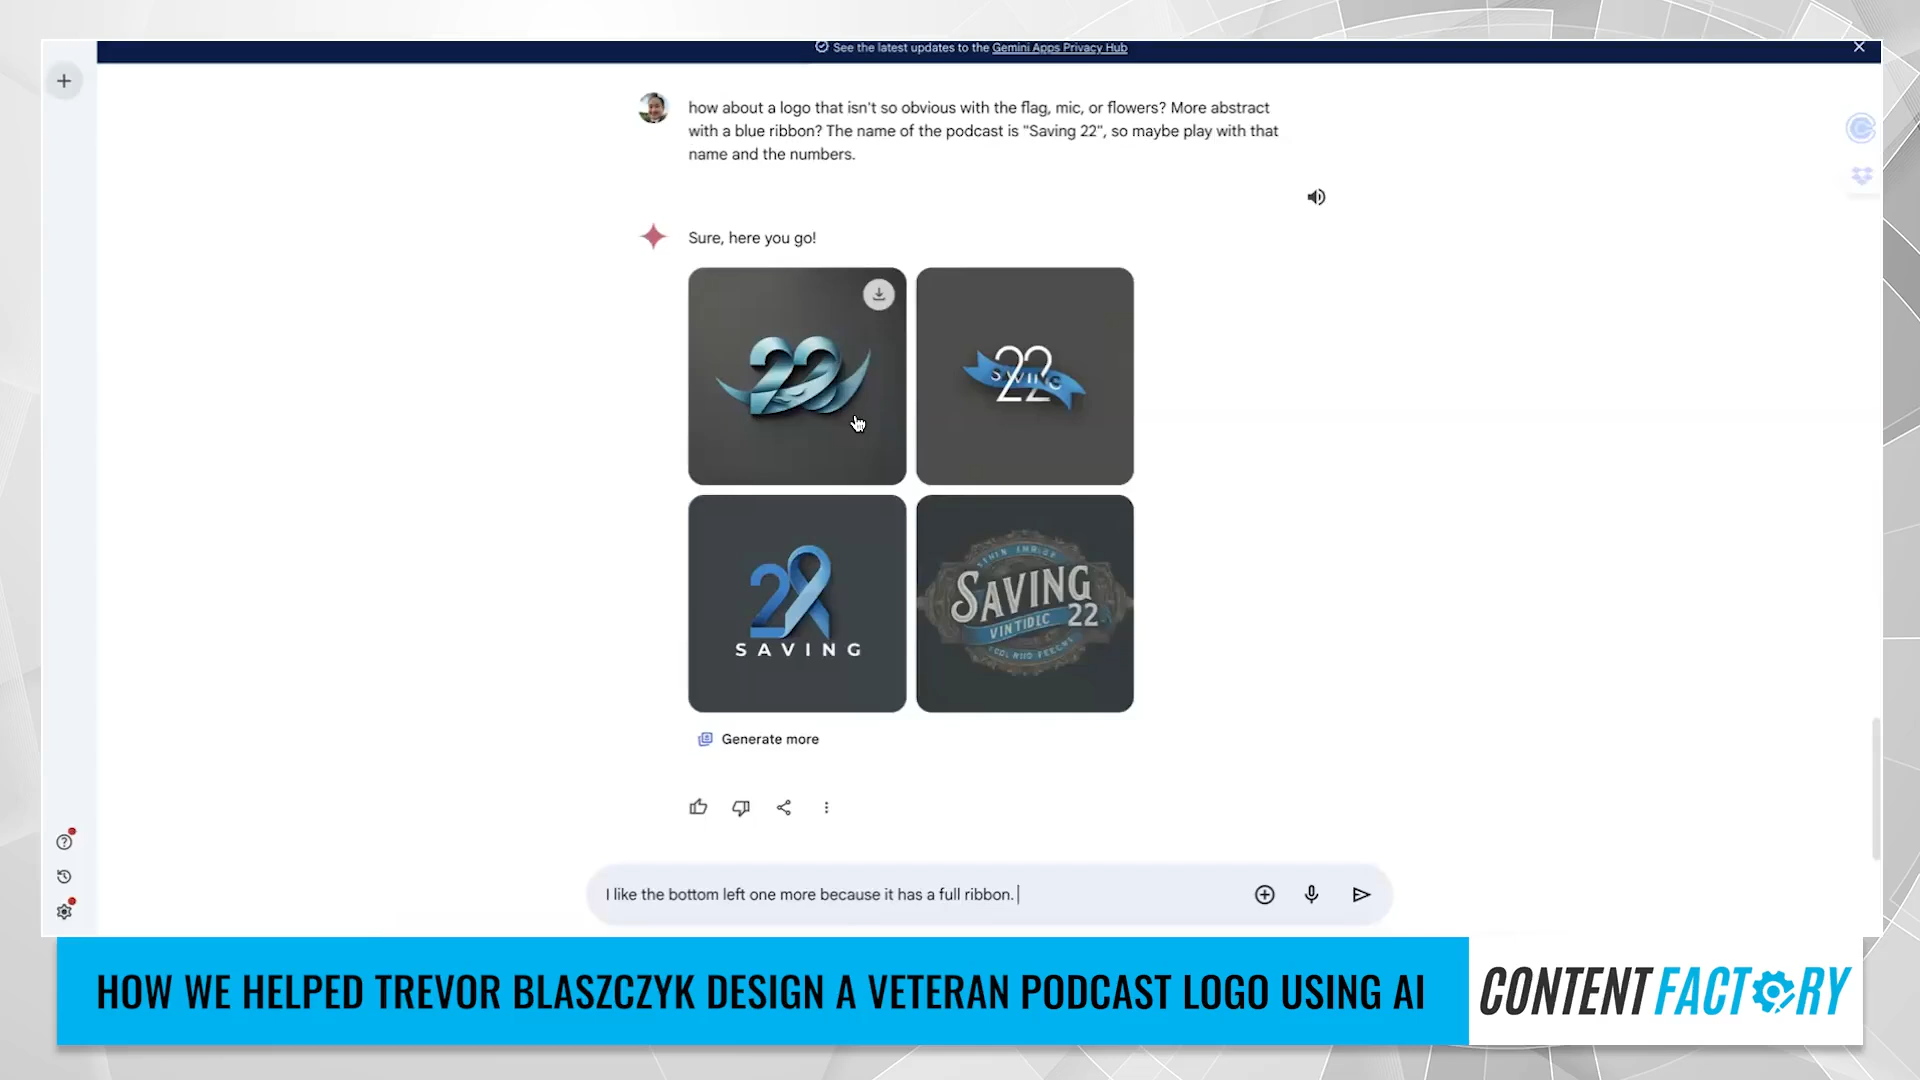 See the latest updates to the Gemini Apps Privacy Hub
how about a logo that isn't so obvious with the flag, mic, or flowers? More abstract
with a blue ribbon? The name of the podcast is "Saving 22", so maybe play with that
name and the numbers.
Sure, here you go!
22
22
2
SAVING
SAVING
22
VINTIDLC
Generate more
I like the bottom left one more because it has a full ribbon.
HOW WE HELPED TREVOR BLASZCZYK DESIGN A VETERAN PODCAST LOGO USING AI
CONTENT FACTORY